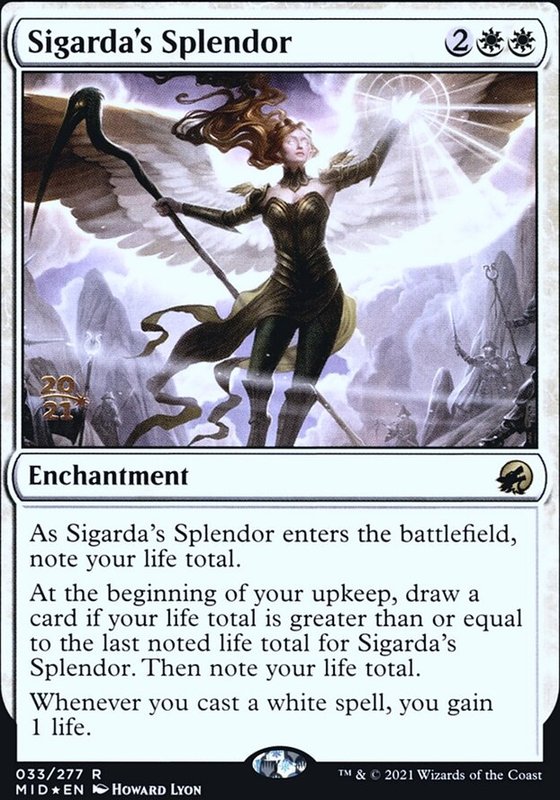 Sigarda's Splendor 2
20
21
Enchantment
As Sigarda's Splendor enters the battlefield,
note your life total.
At the beginning of your upkeep, draw a
card if your life total is greater than or equal
to the last noted life total for Sigarda's
Splendor. Then note your life total.
Whenever you cast a white spell, you gain
1 life.
033/277 R
MID★EN Howard Lyon
™ & © 2021 Wizards of the Coast